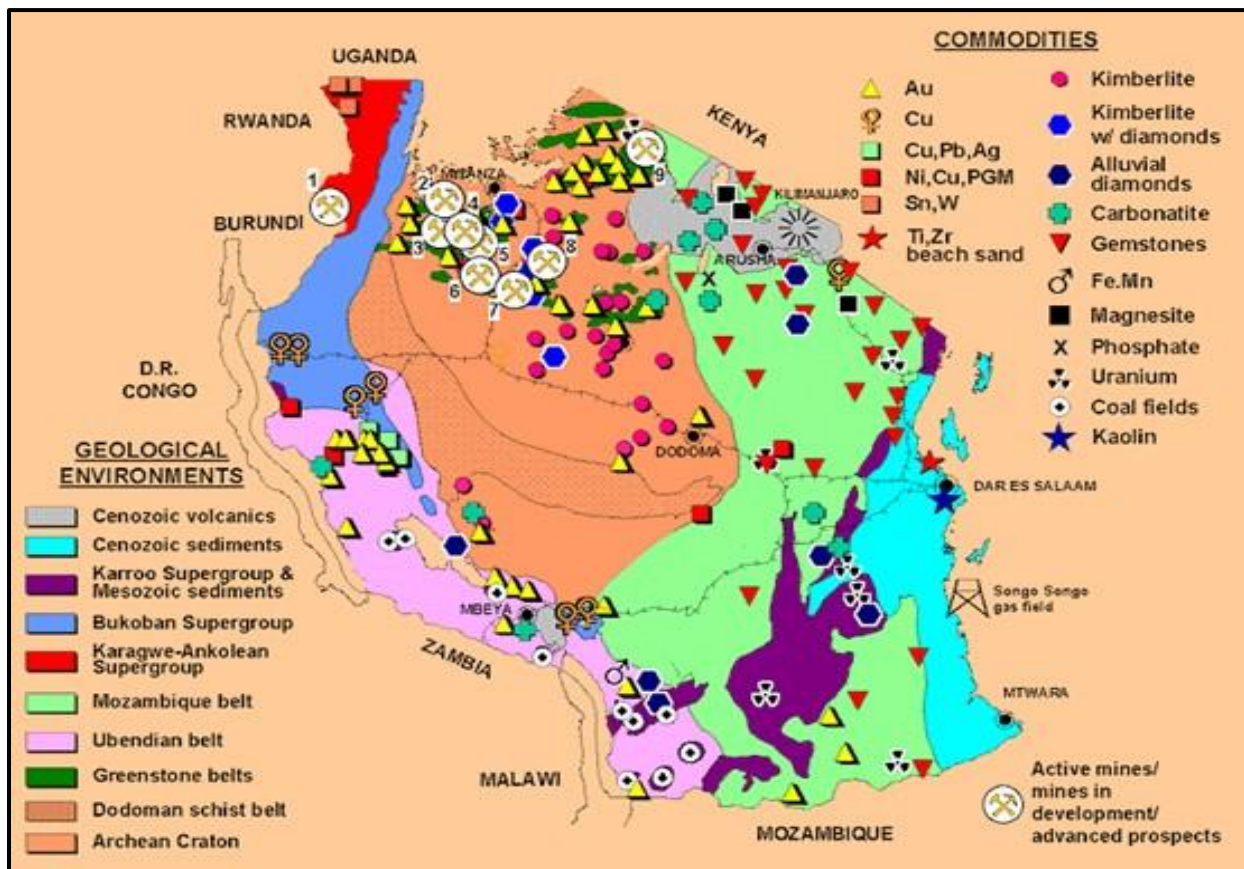 UGANDA
RWANDA
BURUNDI
D.R.
CONGO
ZAMBIA
MALAWI
MOZAMBIQUE
KENYA
KILIMANJARO
ARUSHA
DODOMA
DAR ES SALAAM
MBEYA
MTWARA
Songo Songo
gas field
1
2
3
4
5
6
7
8
9
COMMODITIES
Au
Cu
Cu,Pb,Ag
Ni,Cu,PGM
Sn,W
Kimberlite
Kimberlite
w/ diamonds
Alluvial
diamonds
Carbonatite
Gemstones
Ti,Zr
beach sand
Fe.Mn
Magnesite
X
Phosphate
Uranium
Coal fields
Kaolin
GEOLOGICAL
ENVIRONMENTS
Cenozoic volcanics
Cenozoic sediments
Karroo Supergroup &
Mesozoic sediments
Bukoban Supergroup
Karagwe-Ankolean
Supergroup
Mozambique belt
Ubendian belt
Greenstone belts
Dodoman schist belt
Archean Craton
Active mines/
mines in
development/
advanced prospects